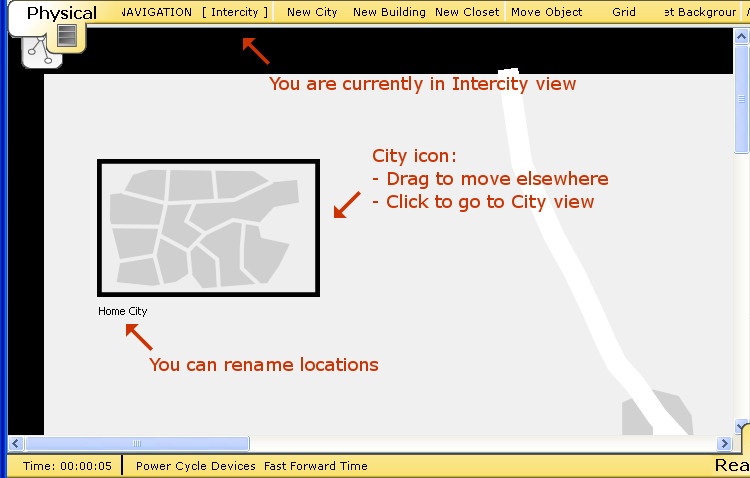 Physical
NAVIGATION [ Intercity ] New City New Building New Closet Move Object Grid et Backgroun
You are currently in Intercity view
City icon:
- Drag to move elsewhere
- Click to go to City view
Home City
You can rename locations
Time: 00:00:05 Power Cycle Devices Fast Forward Time
Rea